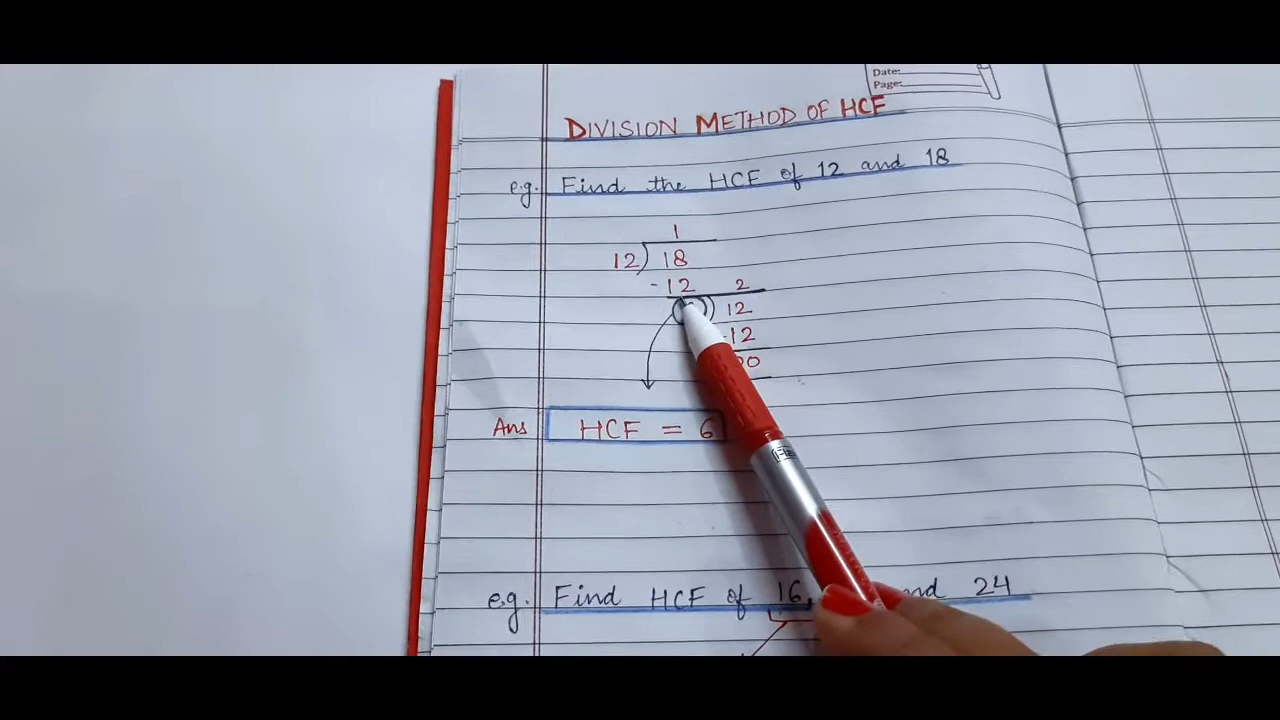 Date:
Page:
DIVISION METHOD OF HCF
e.g. Find the HCF of 12 and 18
1
12) 18
-12 2
) 12
-12
00
Ans HCF = 6
e.g. Find HCF of 16, and 24